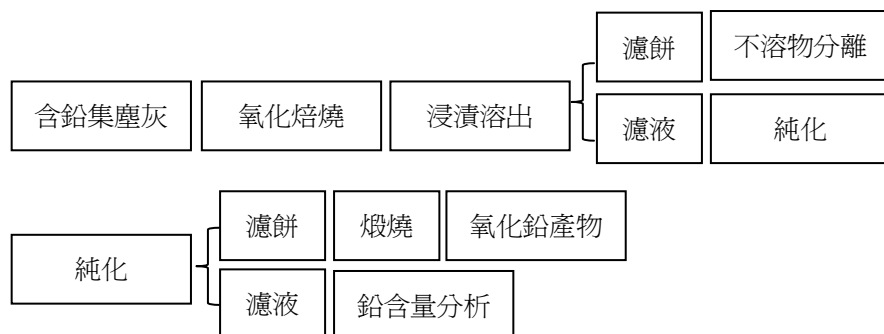 濾餅 不溶物分離
含鉛集塵灰 氧化焙燒 浸漬溶出
濾液 純化
濾餅 煅燒 氧化鉛產物
純化
濾液 鉛含量分析